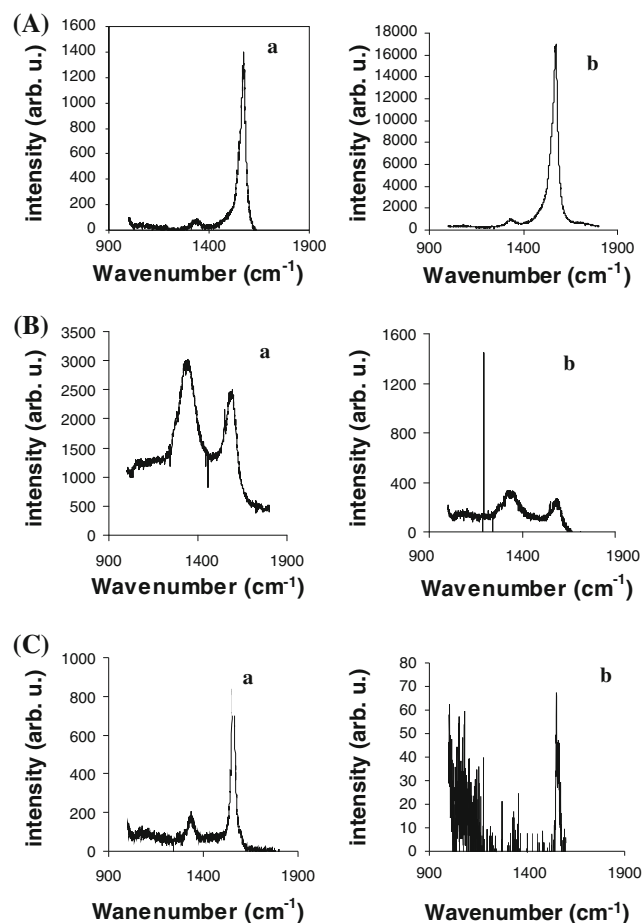 (A)
a
intensity (arb. u.)
1600
1400
1200
1000
800
600
400
200
0
900 1400 1900
Wavenumber (cm-1)
b
intensity (arb. u.)
18000
16000
14000
12000
10000
8000
6000
4000
2000
0
900 1400 1900
Wavenumber (cm-1)
(B)
a
intensity (arb. u.)
3500
3000
2500
2000
1500
1000
500
0
900 1400 1900
Wavenumber (cm-1)
b
intensity (arb. u.)
1600
1200
800
400
0
900 1400 1900
Wavenumber (cm-1)
(C)
a
intensity (arb. u.)
1000
800
600
400
200
0
900 1400 1900
Wanenumber (cm-1)
b
intensity (arb. u.)
80
70
60
50
40
30
20
10
0
900 1400 1900
Wavenumber (cm-1)